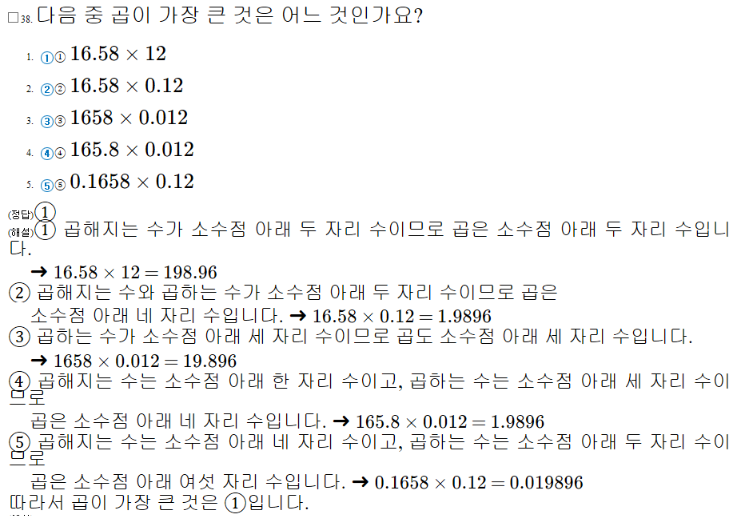 □38. 다음 중 곱이 가장 큰 것은 어느 것인가요?
1. ①① 16.58 × 12
2. ②② 16.58 × 0.12
3. ③③ 1658 × 0.012
4. ④④ 165.8 × 0.012
5. ⑤⑤ 0.1658 × 0.12
(정답)①
(해설)① 곱해지는 수가 소수점 아래 두 자리 수이므로 곱은 소수점 아래 두 자리 수입니
다.
➜ 16.58 × 12 = 198.96
② 곱해지는 수와 곱하는 수가 소수점 아래 두 자리 수이므로 곱은
소수점 아래 네 자리 수입니다. ➜ 16.58 × 0.12 = 1.9896
③ 곱하는 수가 소수점 아래 세 자리 수이므로 곱도 소수점 아래 세 자리 수입니다.
➜ 1658 × 0.012 = 19.896
④ 곱해지는 수는 소수점 아래 한 자리 수이고, 곱하는 수는 소수점 아래 세 자리 수이
므로
곱은 소수점 아래 네 자리 수입니다. ➜ 165.8 × 0.012 = 1.9896
⑤ 곱해지는 수는 소수점 아래 네 자리 수이고, 곱하는 수는 소수점 아래 두 자리 수이
므로
곱은 소수점 아래 여섯 자리 수입니다. ➜ 0.1658 × 0.12 = 0.019896
따라서 곱이 가장 큰 것은 ①입니다.